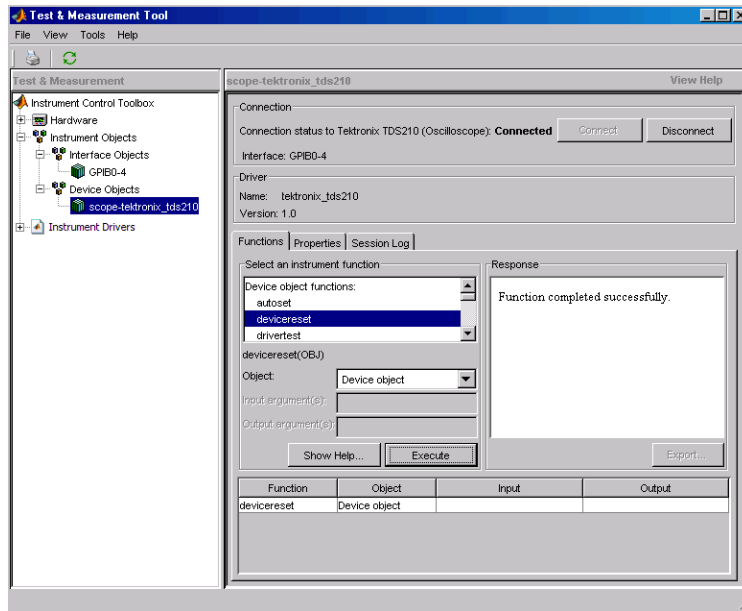 Test & Measurement Tool
File View Tools Help
Test & Measurement
Instrument Control Toolbox
Hardware
Instrument Objects
Interface Objects
GPIB0-4
Device Objects
scope-tektronix_tds210
Instrument Drivers
scope-tektronix_tds210 View Help
Connection
Connection status to Tektronix TDS210 (Oscilloscope): Connected Connect Disconnect
Interface: GPIB0-4
Driver
Name: tektronix_tds210
Version: 1.0
Functions Properties Session Log
Select an instrument function
Device object functions:
autoset
devicereset
drivertest
devicereset(OBJ)
Object: Device object
Input argument(s):
Output argument(s):
Show Help... Execute
Response
Function completed successfully.
Export...
Function Object Input Output
devicereset Device object